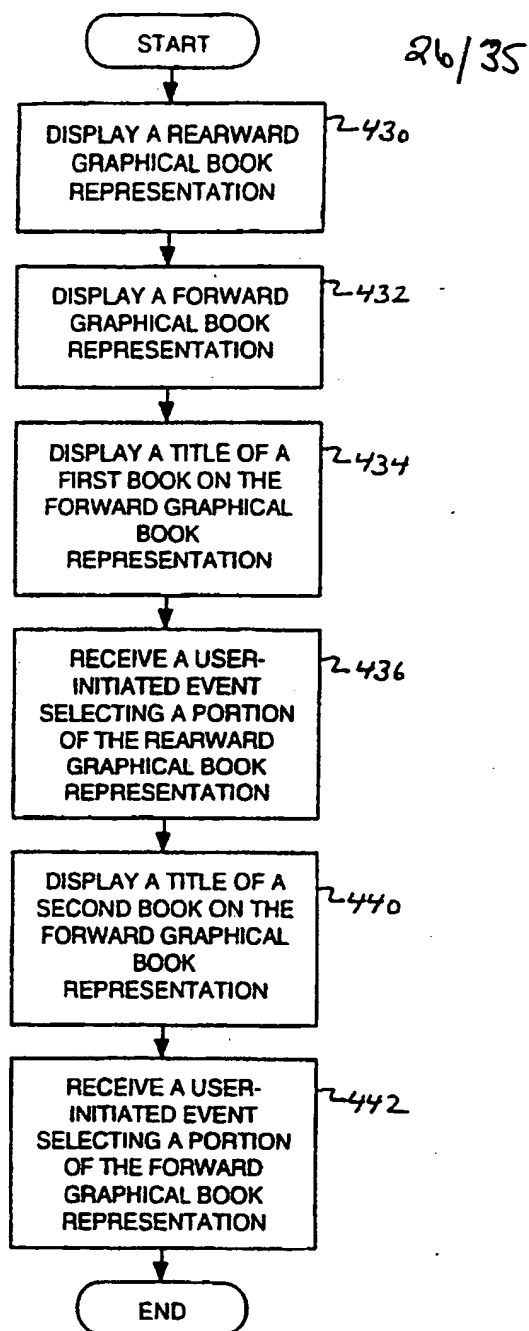 START
26/35
DISPLAY A REARWARD
GRAPHICAL BOOK
REPRESENTATION
430
DISPLAY A FORWARD
GRAPHICAL BOOK
REPRESENTATION
432
DISPLAY A TITLE OF A
FIRST BOOK ON THE
FORWARD GRAPHICAL
BOOK
REPRESENTATION
434
RECEIVE A USER-
INITIATED EVENT
SELECTING A PORTION
OF THE REARWARD
GRAPHICAL BOOK
REPRESENTATION
436
DISPLAY A TITLE OF A
SECOND BOOK ON THE
FORWARD GRAPHICAL
BOOK
REPRESENTATION
440
RECEIVE A USER-
INITIATED EVENT
SELECTING A PORTION
OF THE FORWARD
GRAPHICAL BOOK
REPRESENTATION
442
END